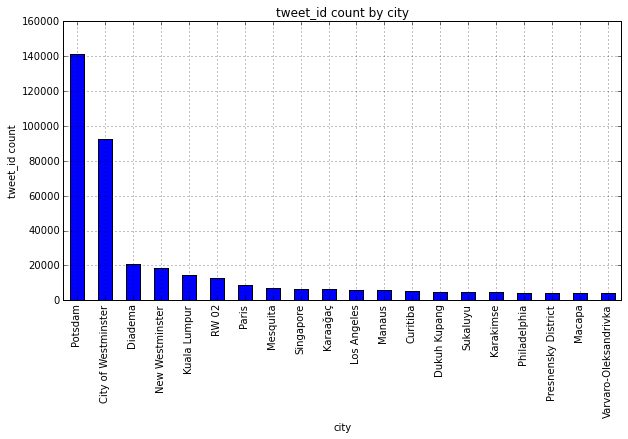 tweet_id count by city
tweet_id count
160000
140000
120000
100000
80000
60000
40000
20000
0
Potsdam
City of Westminster
Diadema
New Westminster
Kuala Lumpur
RW 02
Paris
Mesquita
Singapore
Karaağaç
Los Angeles
Manaus
Curitiba
Dukuh Kupang
Sukaluyu
Karakimse
Philadelphia
Presnensky District
Macapa
Varvaro-Oleksandrivka
city